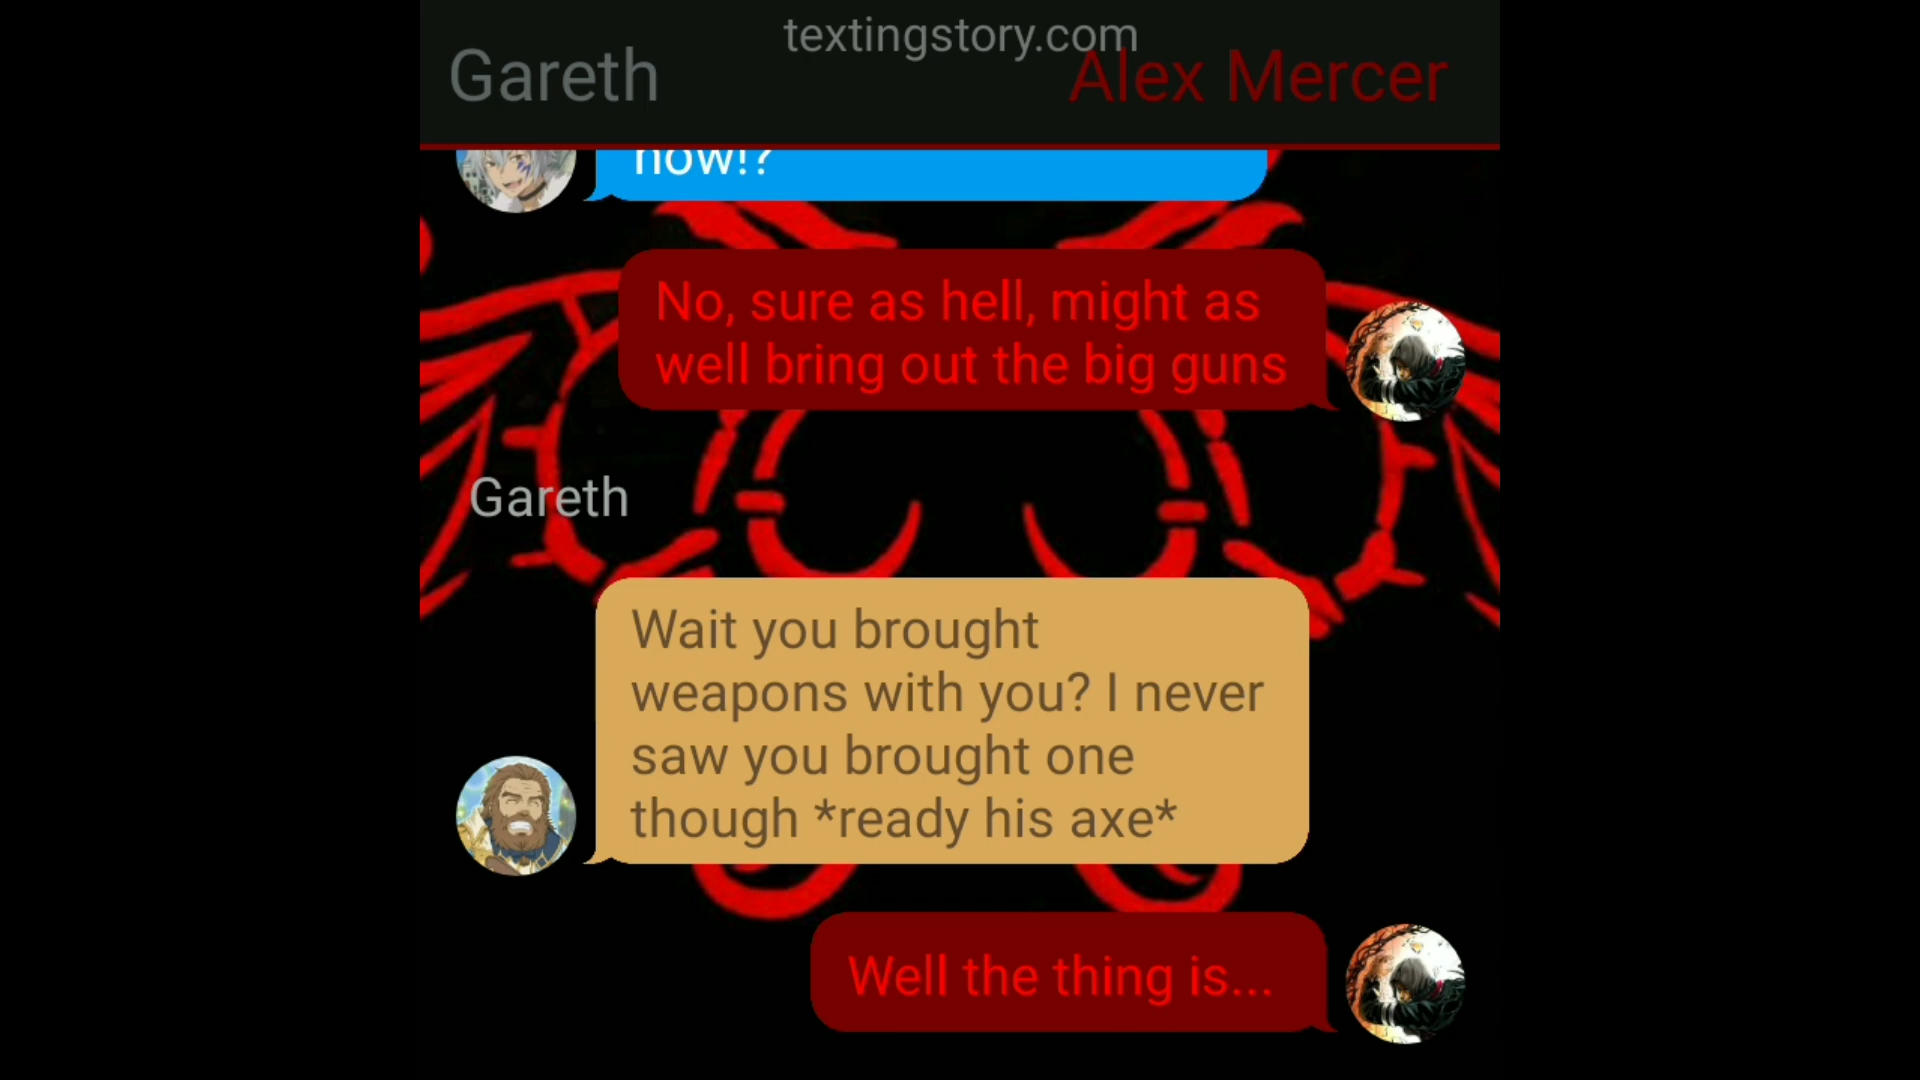 textingstory.com
Gareth
Alex Mercer
now!?
No, sure as hell, might as
well bring out the big guns
Gareth
Wait you brought
weapons with you? I never
saw you brought one
though *ready his axe*
Well the thing is...